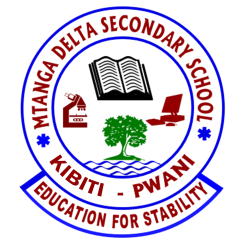 * MTANGA DELTA SECONDARY SCHOOL *
KIBITI - PWANI
EDUCATION FOR STABILITY